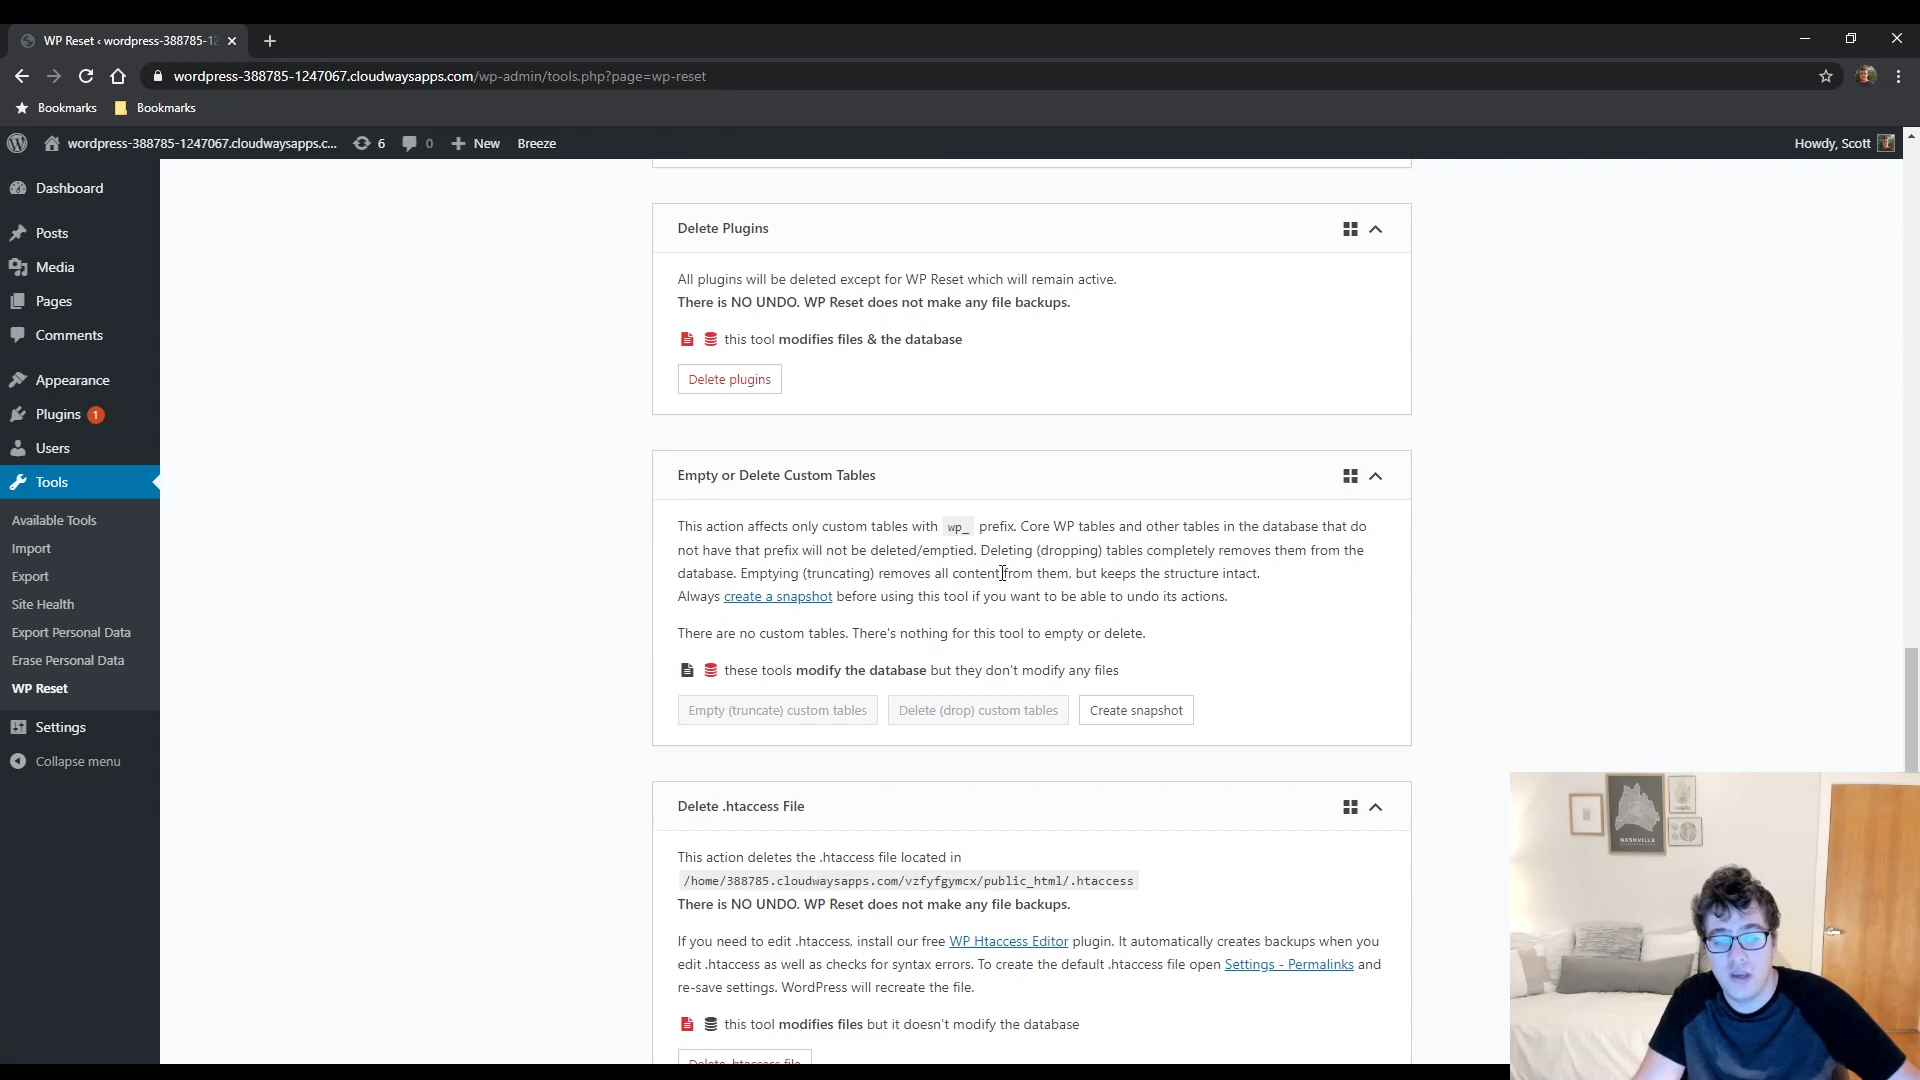 WP Reset ‹ wordpress-388785-12
wordpress-388785-1247067.cloudwaysapps.com/wp-admin/tools.php?page=wp-reset
Bookmarks
Bookmarks
wordpress-388785-1247067.cloudwaysapps.c...
6
0
New
Breeze
Howdy, Scott
Dashboard
Posts
Media
Pages
Comments
Appearance
Plugins 1
Users
Tools
Available Tools
Import
Export
Site Health
Export Personal Data
Erase Personal Data
WP Reset
Settings
Collapse menu
Delete Plugins
All plugins will be deleted except for WP Reset which will remain active.
There is NO UNDO. WP Reset does not make any file backups.
this tool modifies files & the database
Delete plugins
Empty or Delete Custom Tables
This action affects only custom tables with wp_ prefix. Core WP tables and other tables in the database that do
not have that prefix will not be deleted/emptied. Deleting (dropping) tables completely removes them from the
database. Emptying (truncating) removes all content from them, but keeps the structure intact.
Always create a snapshot before using this tool if you want to be able to undo its actions.
There are no custom tables. There's nothing for this tool to empty or delete.
these tools modify the database but they don't modify any files
Empty (truncate) custom tables
Delete (drop) custom tables
Create snapshot
Delete .htaccess File
This action deletes the .htaccess file located in
/home/388785.cloudwaysapps.com/vzfyfgymcx/public_html/.htaccess
There is NO UNDO. WP Reset does not make any file backups.
If you need to edit .htaccess, install our free WP Htaccess Editor plugin. It automatically creates backups when you
edit .htaccess as well as checks for syntax errors. To create the default .htaccess file open Settings - Permalinks and
re-save settings. WordPress will recreate the file.
this tool modifies files but it doesn't modify the database
Delete .htaccess file
NASHVILLE